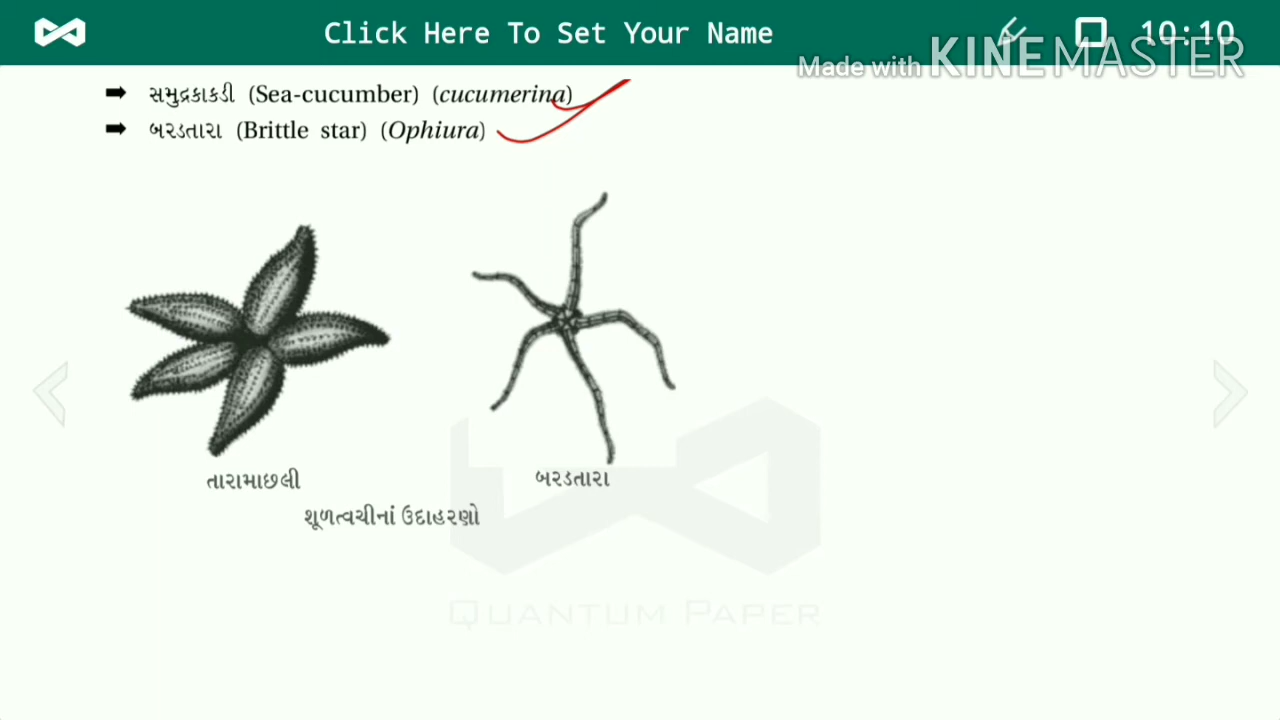 Click Here To Set Your Name
10:10
Made with KINEMASTER
➡ સમુદ્રકાકડી (Sea-cucumber) (cucumerina)
➡ બરડતારા (Brittle star) (Ophiura)
તારામાછલી
બરડતારા
શૂળત્વચીનાં ઉદાહરણો
QUANTUM PAPER